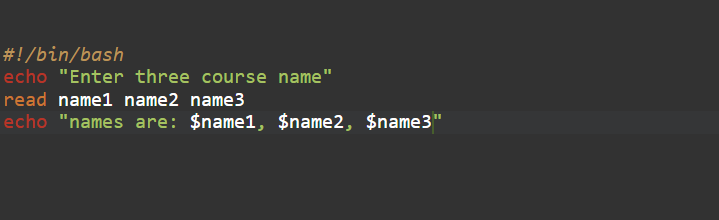 #!/bin/bash
echo "Enter three course name"
read name1 name2 name3
echo "names are: $name1, $name2, $name3"